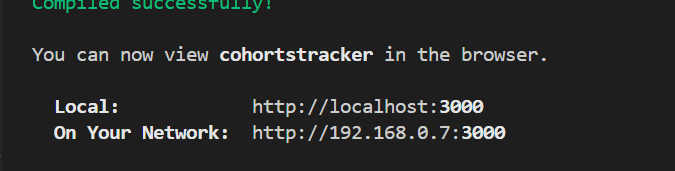 Compiled successfully!
You can now view cohortstracker in the browser.
Local: http://localhost:3000
On Your Network: http://192.168.0.7:3000